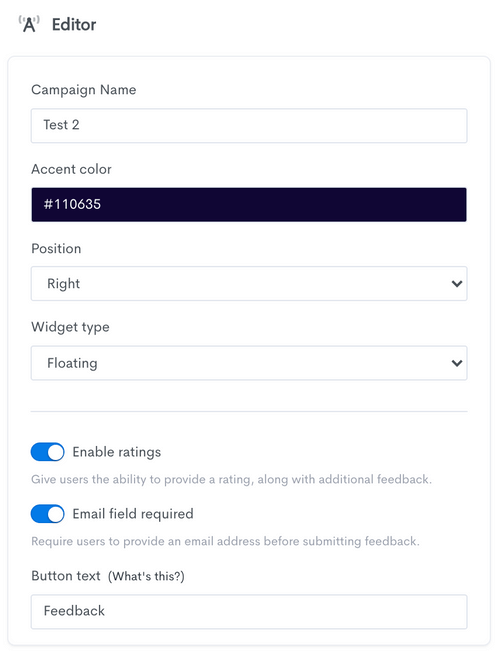 Editor
Campaign Name
Test 2
Accent color
#110635
Position
Right
Widget type
Floating
Enable ratings
Give users the ability to provide a rating, along with additional feedback.
Email field required
Require users to provide an email address before submitting feedback.
Button text (What's this?)
Feedback